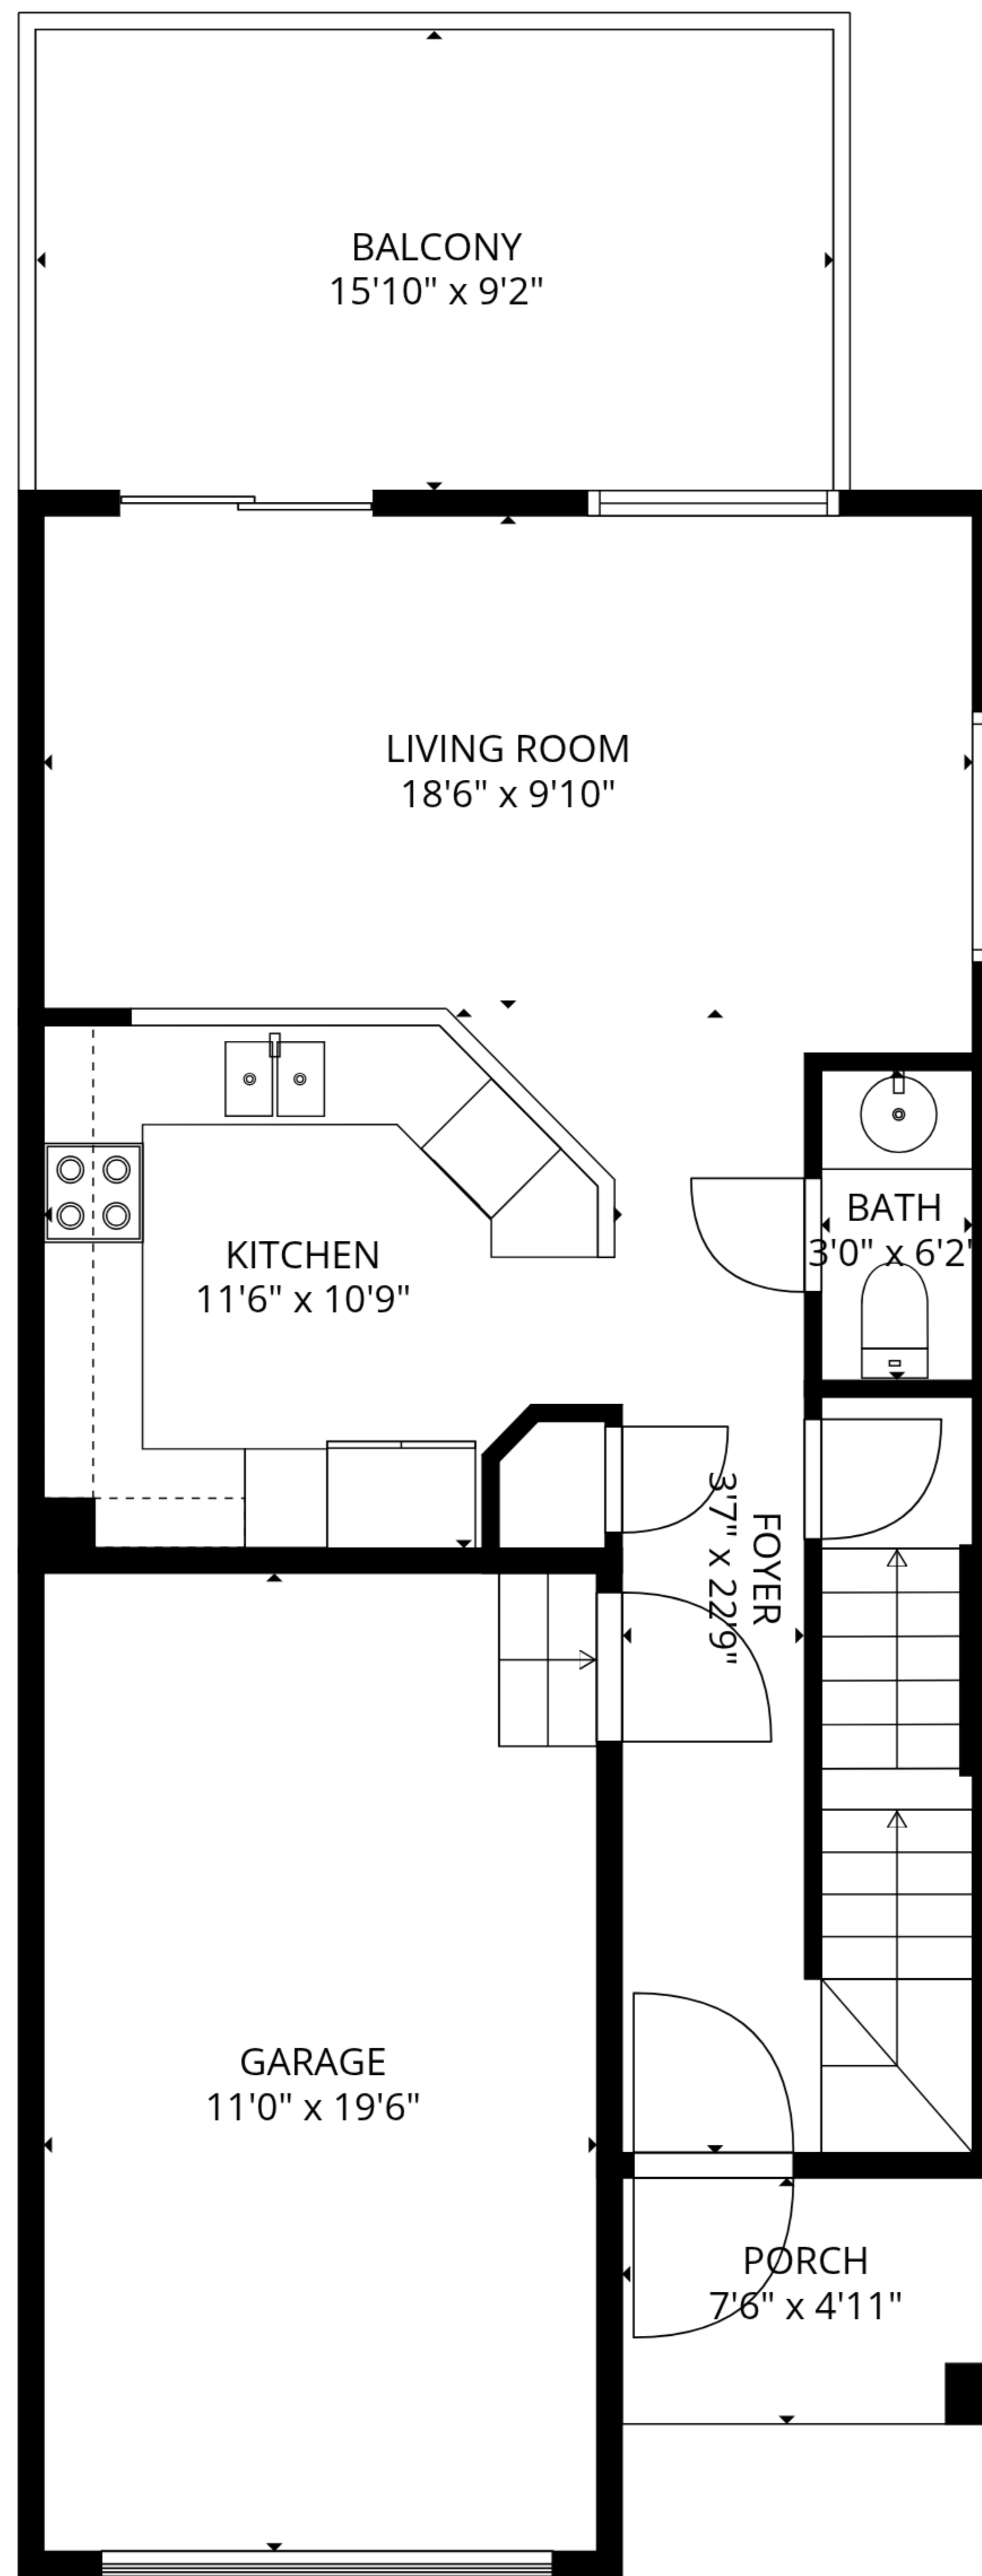 BALCONY
15'10" x 9'2"
LIVING ROOM
18'6" x 9'10"
BATH
3'0" x 6'2"
KITCHEN
11'6" x 10'9"
FOYER
3'7" x 22'9"
GARAGE
11'0" x 19'6"
PORCH
7'6" x 4'11"